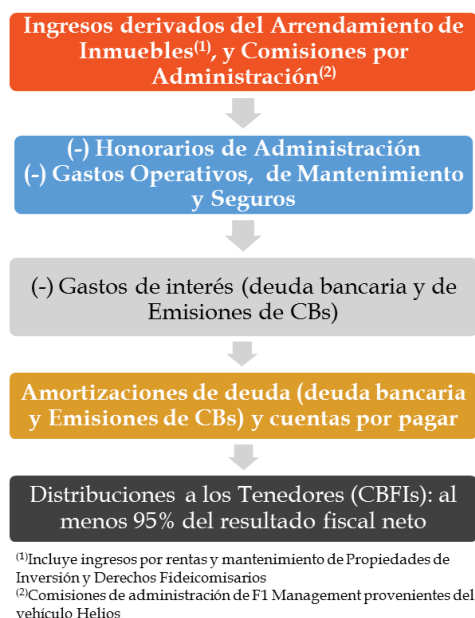 Ingresos derivados del Arrendamiento de
Inmuebles(1), y Comisiones por
Administración(2)
(-) Honorarios de Administración
(-) Gastos Operativos, de Mantenimiento
y Seguros
(-) Gastos de interés (deuda bancaria y de
Emisiones de CBs)
Amortizaciones de deuda (deuda bancaria
y Emisiones de CBs) y cuentas por pagar
Distribuciones a los Tenedores (CBFIs): al
menos 95% del resultado fiscal neto
(1)Incluye ingresos por rentas y mantenimiento de Propiedades de
Inversión y Derechos Fideicomisarios
(2)Comisiones de administración de F1 Management provenientes del
vehículo Helios